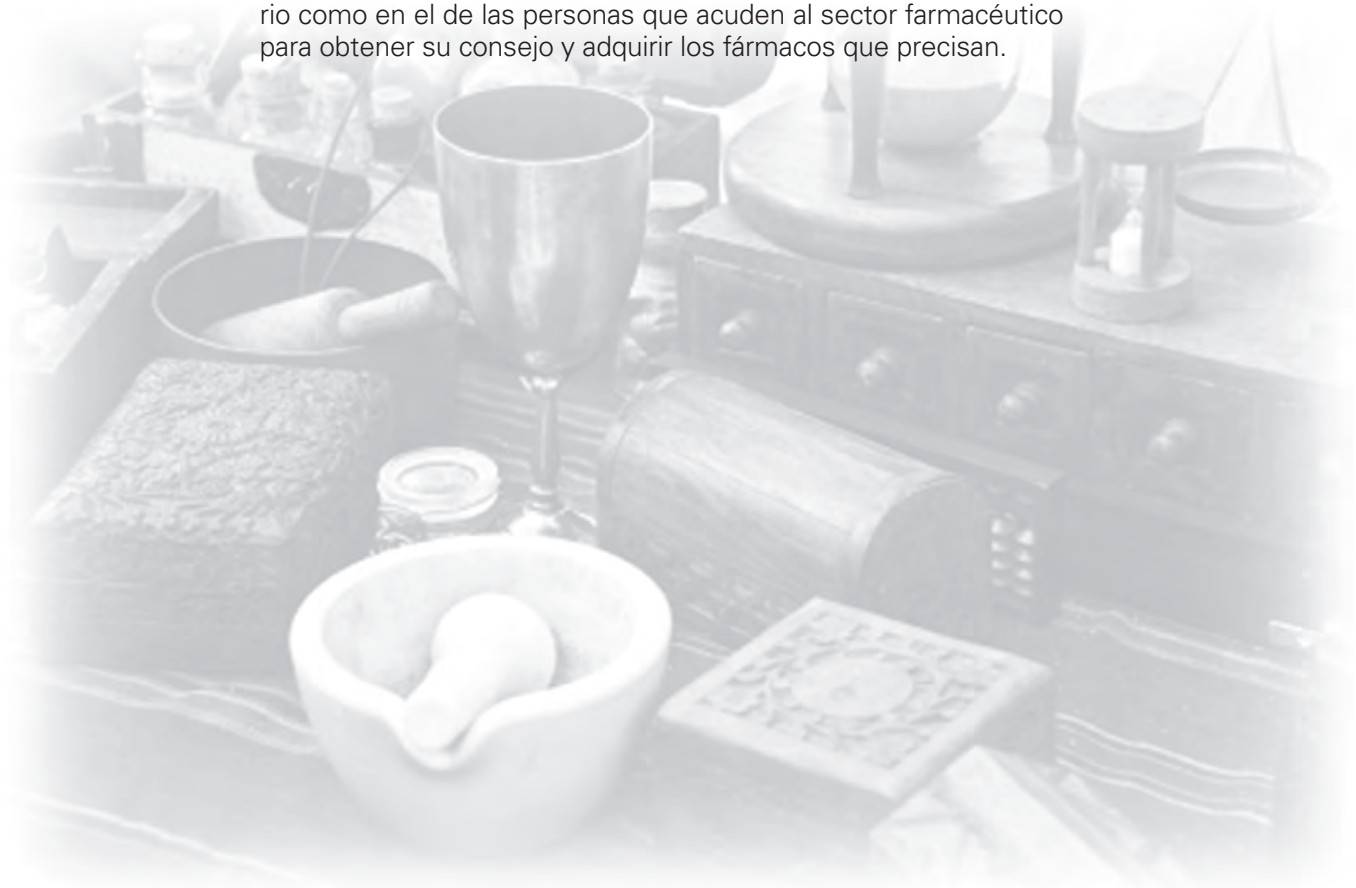 rio como en el de las personas que acuden al sector farmacéutico
para obtener su consejo y adquirir los fármacos que precisan.